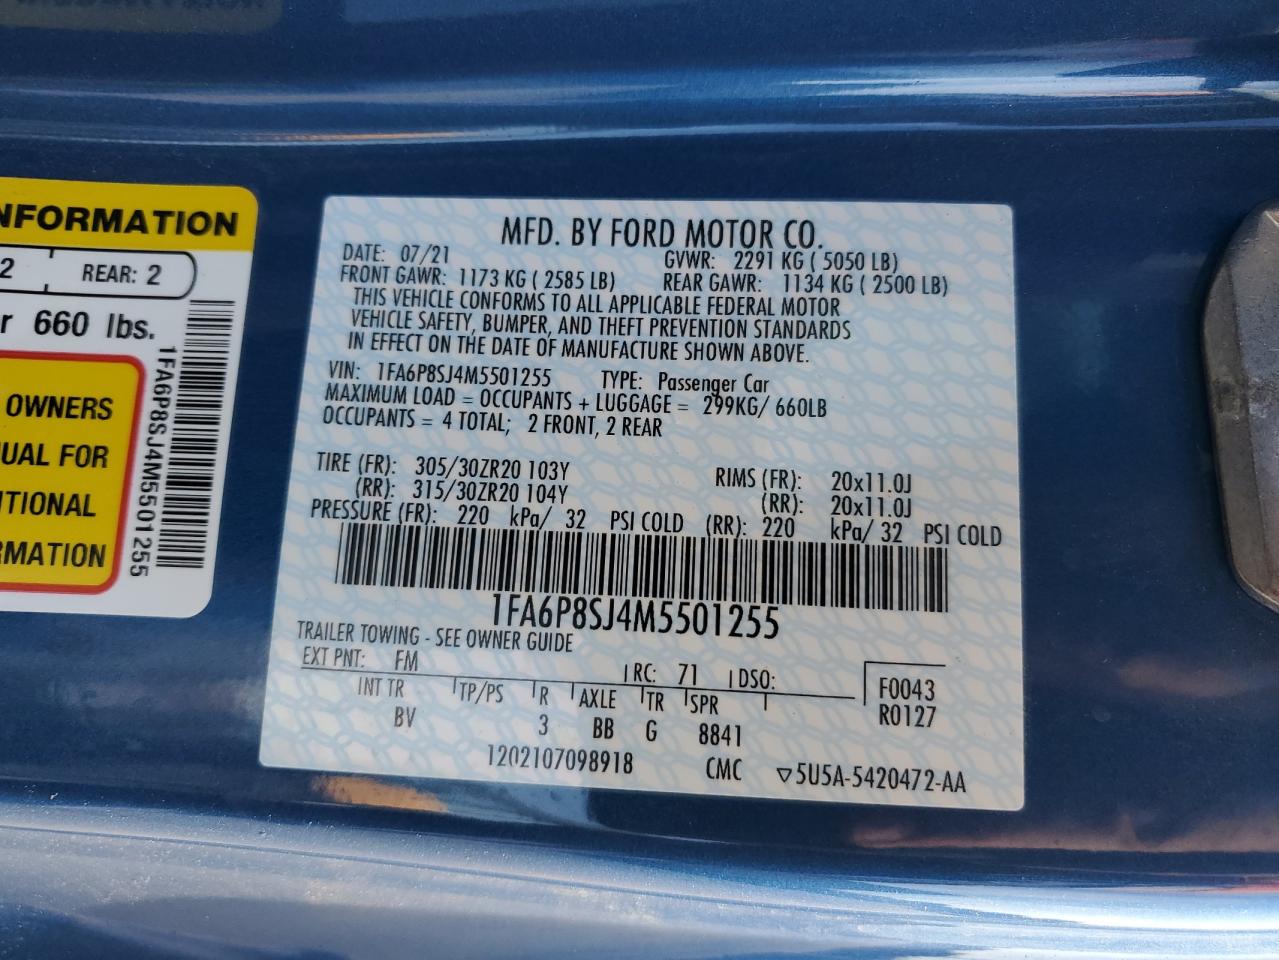 NFORMATION
2 REAR: 2
r 660 lbs.
OWNERS
UAL FOR
ITIONAL
RMATION
1FA6P8SJ4M5501255
MFD. BY FORD MOTOR CO.
DATE: 07/21 GVWR: 2291 KG ( 5050 LB)
FRONT GAWR: 1173 KG ( 2585 LB) REAR GAWR: 1134 KG ( 2500 LB)
THIS VEHICLE CONFORMS TO ALL APPLICABLE FEDERAL MOTOR
VEHICLE SAFETY, BUMPER, AND THEFT PREVENTION STANDARDS
IN EFFECT ON THE DATE OF MANUFACTURE SHOWN ABOVE.
VIN: 1FA6P8SJ4M5501255 TYPE: Passenger Car
MAXIMUM LOAD = OCCUPANTS + LUGGAGE = 299KG/ 660LB
OCCUPANTS = 4 TOTAL; 2 FRONT, 2 REAR
TIRE (FR): 305/30ZR20 103Y RIMS (FR): 20x11.0J
(RR): 315/30ZR20 104Y (RR): 20x11.0J
PRESSURE (FR): 220 kPa/ 32 PSI COLD (RR): 220 kPa/ 32 PSI COLD
1FA6P8SJ4M5501255
TRAILER TOWING - SEE OWNER GUIDE
EXT PNT: FM RC: 71 DSO: F0043
INT TR TP/PS R AXLE TR SPR R0127
BV 3 BB G 8841
1202107098918 CMC ▽5U5A-5420472-AA